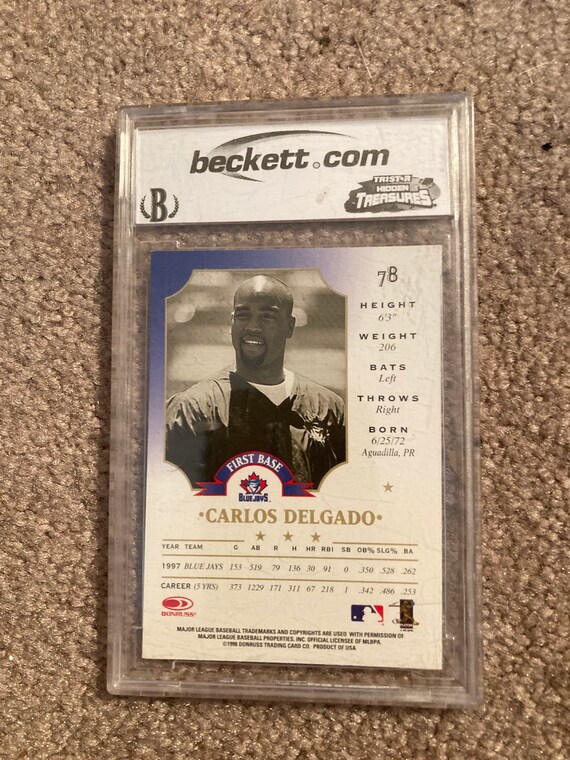 beckett.com
B
TRISTAR
HIDDEN
TREASURES
78
HEIGHT
6'3"
WEIGHT
206
BATS
Left
THROWS
Right
BORN
6/25/72
Aguadilla, PR
FIRST BASE
BLUE JAYS
•CARLOS DELGADO•
YEAR TEAM G AB R H HR RBI SB OB% SLG% BA
1997 BLUE JAYS 153 519 79 136 30 91 0 .350 .528 .262
CAREER (5 YRS) 373 1229 171 311 67 218 1 .342 .486 .253
DONRUSS
MAJOR LEAGUE BASEBALL TRADEMARKS AND COPYRIGHTS ARE USED WITH PERMISSION OF
MAJOR LEAGUE BASEBALL PROPERTIES, INC. OFFICIAL LICENSEE OF MLBPA.
©1998 DONRUSS TRADING CARD CO. PRODUCT OF USA